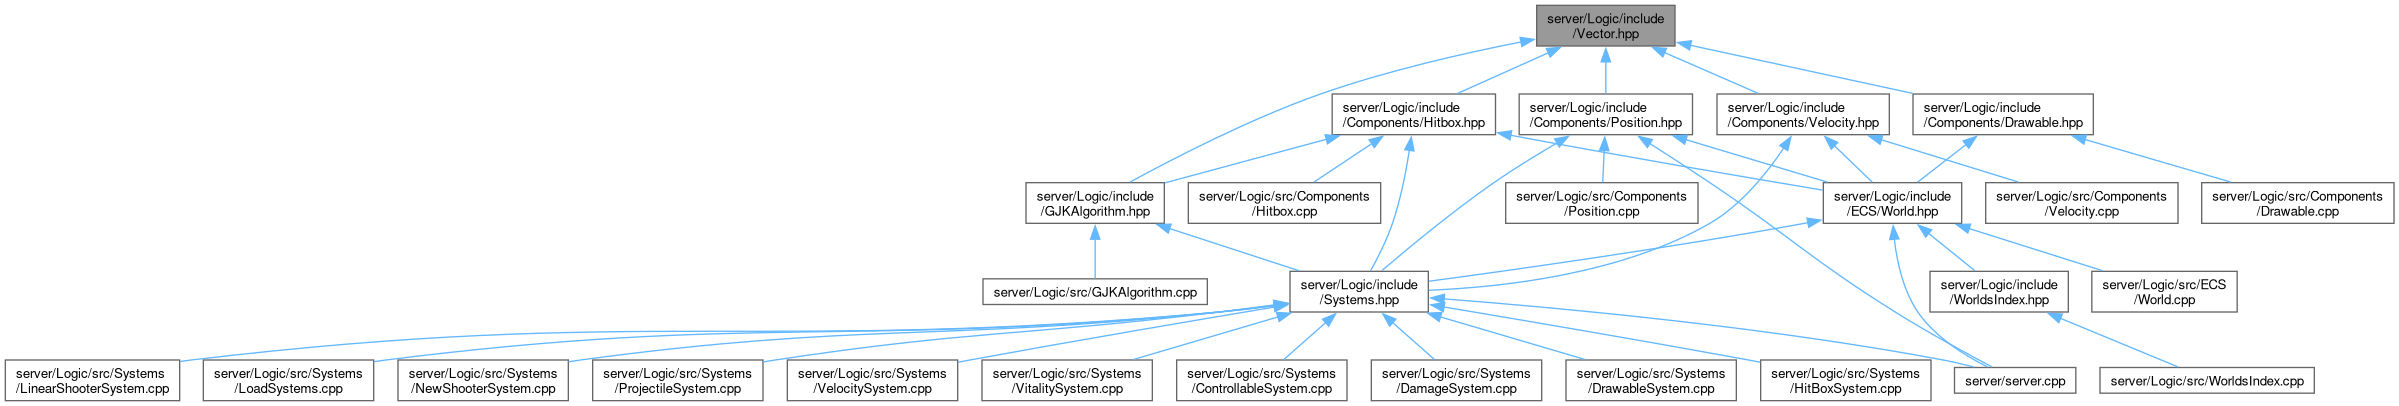 server/Logic/include
/Vector.hpp
server/Logic/include
/Components/Hitbox.hpp
server/Logic/include
/Components/Position.hpp
server/Logic/include
/Components/Velocity.hpp
server/Logic/include
/Components/Drawable.hpp
server/Logic/include
/GJKAlgorithm.hpp
server/Logic/src/Components
/Hitbox.cpp
server/Logic/src/Components
/Position.cpp
server/Logic/include
/ECS/World.hpp
server/Logic/src/Components
/Velocity.cpp
server/Logic/src/Components
/Drawable.cpp
server/Logic/src/GJKAlgorithm.cpp
server/Logic/include
/Systems.hpp
server/Logic/include
/WorldsIndex.hpp
server/Logic/src/ECS
/World.cpp
server/Logic/src/Systems
/LinearShooterSystem.cpp
server/Logic/src/Systems
/LoadSystems.cpp
server/Logic/src/Systems
/NewShooterSystem.cpp
server/Logic/src/Systems
/ProjectileSystem.cpp
server/Logic/src/Systems
/VelocitySystem.cpp
server/Logic/src/Systems
/VitalitySystem.cpp
server/Logic/src/Systems
/ControllableSystem.cpp
server/Logic/src/Systems
/DamageSystem.cpp
server/Logic/src/Systems
/DrawableSystem.cpp
server/Logic/src/Systems
/HitBoxSystem.cpp
server/server.cpp
server/Logic/src/WorldsIndex.cpp